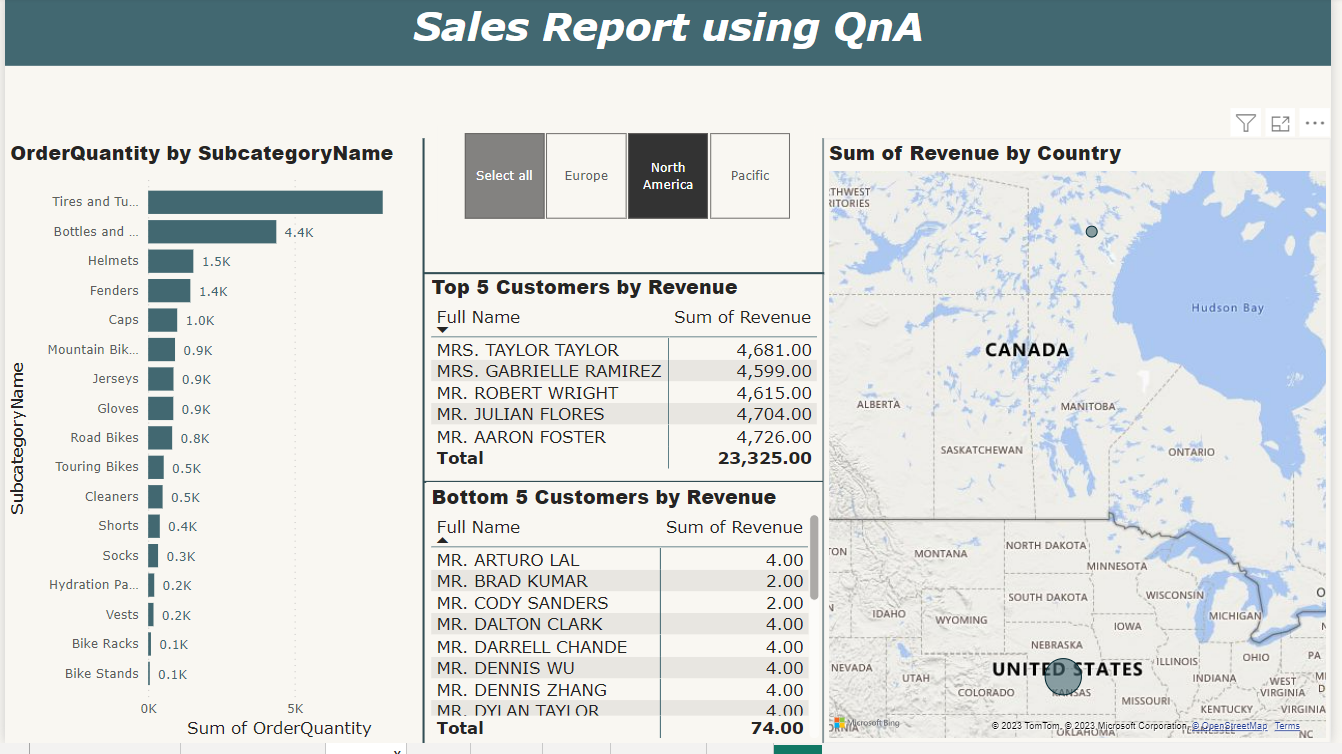 Sales Report using QnA
OrderQuantity by SubcategoryName
SubcategoryName
Tires and Tu...
Bottles and ... 4.4K
Helmets 1.5K
Fenders 1.4K
Caps 1.0K
Mountain Bik... 0.9K
Jerseys 0.9K
Gloves 0.9K
Road Bikes 0.8K
Touring Bikes 0.5K
Cleaners 0.5K
Shorts 0.4K
Socks 0.3K
Hydration Pa... 0.2K
Vests 0.2K
Bike Racks 0.1K
Bike Stands 0.1K
0K 5K
Sum of OrderQuantity
Select all
Europe
North
America
Pacific
Top 5 Customers by Revenue
Full Name Sum of Revenue
MRS. TAYLOR TAYLOR 4,681.00
MRS. GABRIELLE RAMIREZ 4,599.00
MR. ROBERT WRIGHT 4,615.00
MR. JULIAN FLORES 4,704.00
MR. AARON FOSTER 4,726.00
Total 23,325.00
Bottom 5 Customers by Revenue
Full Name Sum of Revenue
MR. ARTURO LAL 4.00
MR. BRAD KUMAR 2.00
MR. CODY SANDERS 2.00
MR. DALTON CLARK 4.00
MR. DARRELL CHANDE 4.00
MR. DENNIS WU 4.00
MR. DENNIS ZHANG 4.00
MR. DYLAN TAYLOR 4.00
Total 74.00
Sum of Revenue by Country
THWEST
RITORIES
Hudson Bay
CANADA
ALBERTA
MANITOBA
SASKATCHEWAN
ONTARIO
TON
MONTANA
NORTH DAKOTA
MINNESOTA
SOUTH DAKOTA
WISCONSIN
MICHIGAN
IDAHO
WYOMING
IOWA
NEBRASKA
NEVADA
UTAH
UNITED STATES
ILLINOIS
OHIO
PA
INDIANA
COLORADO
KANSAS
MISSOURI
WEST
VIRGINIA
KENTUCKY
VIRGINIA
OKLAHOMA
NC
Microsoft Bing
© 2023 TomTom, © 2023 Microsoft Corporation, © OpenStreetMap Terms